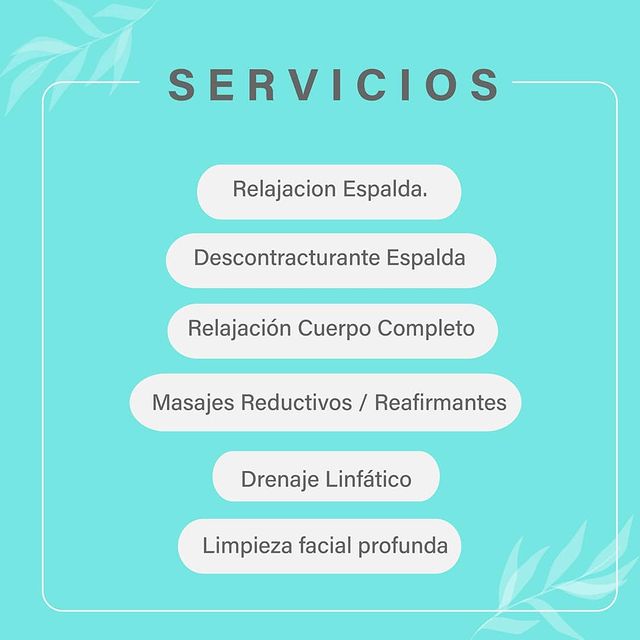 SERVICIOS
Relajacion Espalda.
Descontracturante Espalda
Relajación Cuerpo Completo
Masajes Reductivos / Reafirmantes
Drenaje Linfático
Limpieza facial profunda